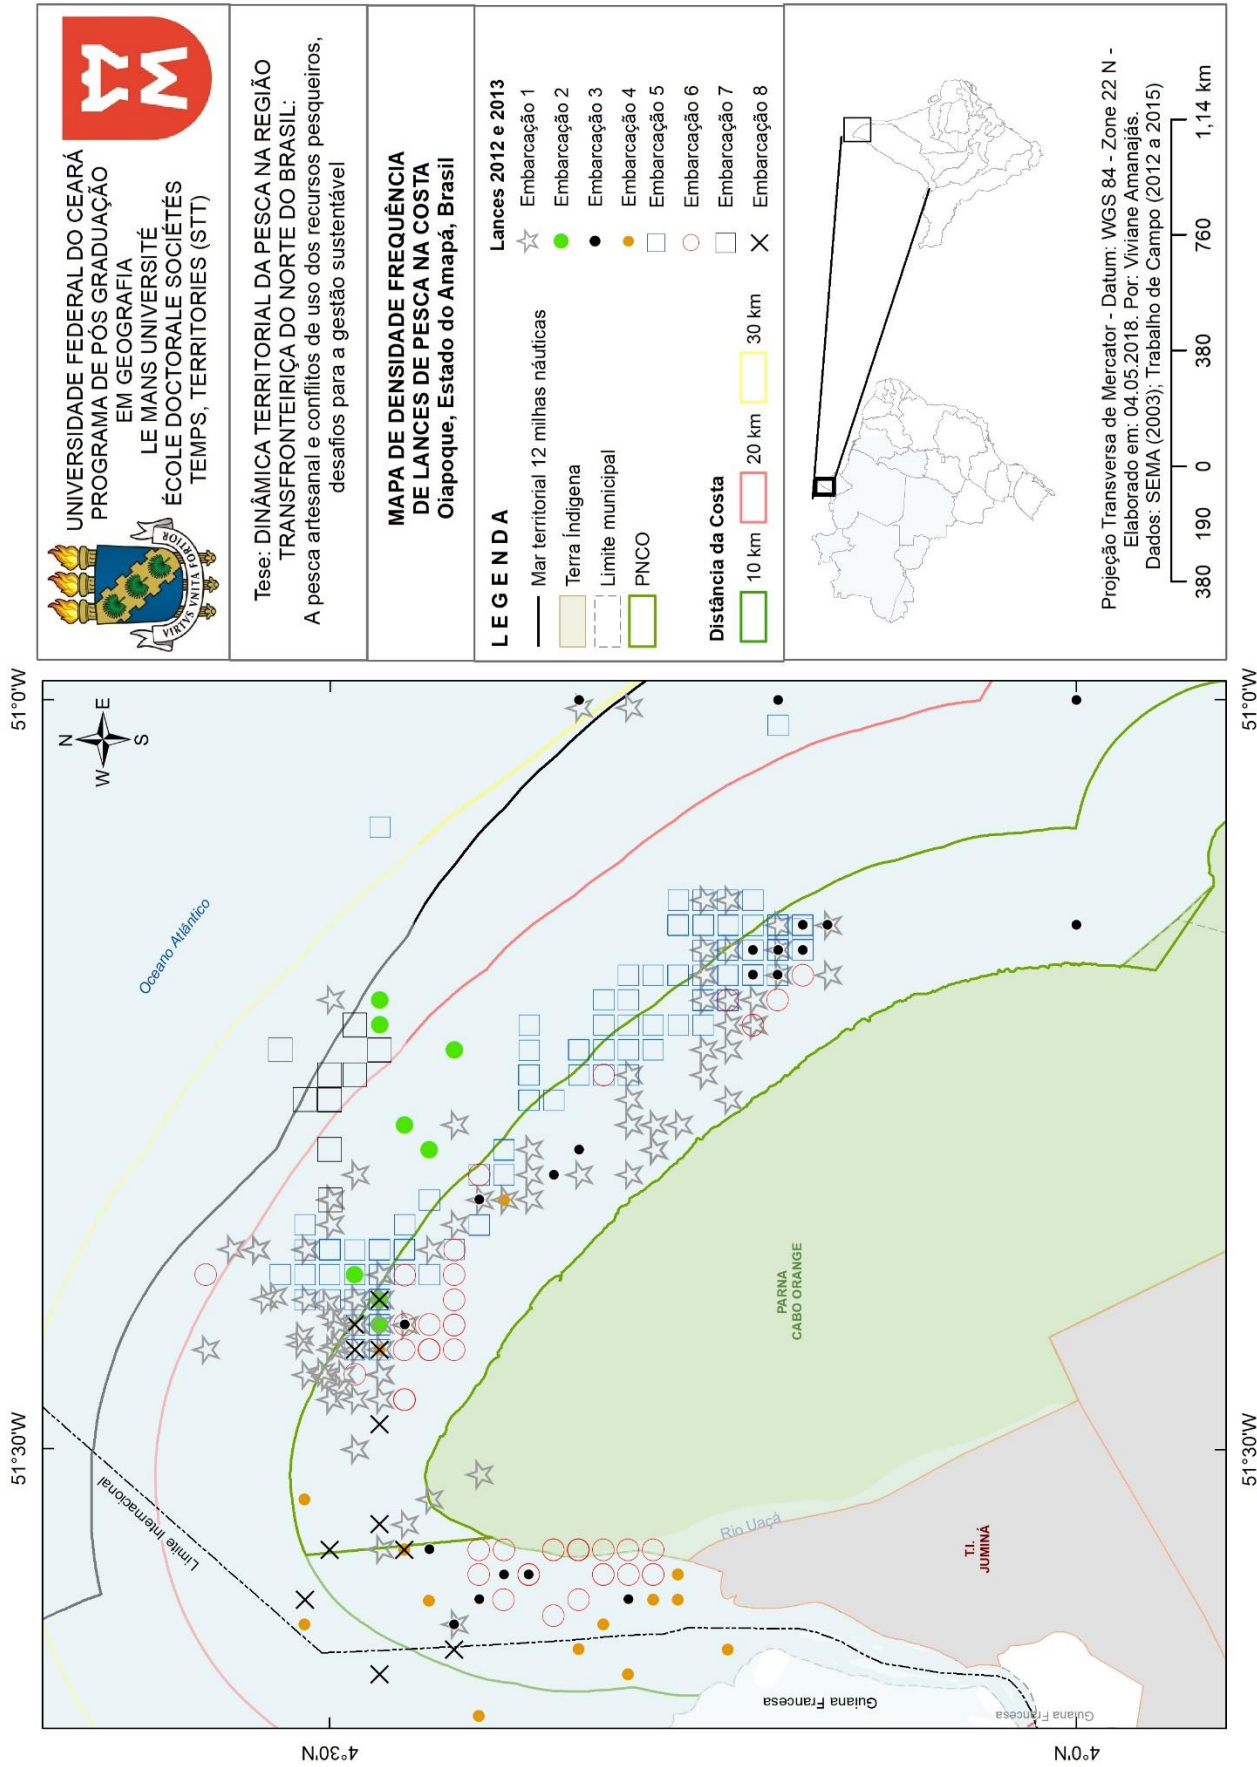 UNIVERSIDADE FEDERAL DO CEARÁ
PROGRAMA DE PÓS GRADUAÇÃO
EM GEOGRAFIA
LE MANS UNIVERSITÉ
ÉCOLE DOCTORALE SOCIÉTÉS
TEMPS, TERRITORIES (STT)
VIRTVS VNITA FORTIOR
Tese: DINÂMICA TERRITORIAL DA PESCA NA REGIÃO
TRANSFRONTEIRIÇA DO NORTE DO BRASIL:
A pesca artesanal e conflitos de uso dos recursos pesqueiros,
desafios para a gestão sustentável
MAPA DE DENSIDADE FREQUÊNCIA
DE LANCES DE PESCA NA COSTA
Oiapoque, Estado do Amapá, Brasil
LEGENDA
Mar territorial 12 milhas náuticas
Terra Índigena
Limite municipal
PNCO
Distância da Costa
10 km
20 km
30 km
Lances 2012 e 2013
Embarcação 1
Embarcação 2
Embarcação 3
Embarcação 4
Embarcação 5
Embarcação 6
Embarcação 7
Embarcação 8
Projeção Transversa de Mercator - Datum: WGS 84 - Zone 22 N -
Elaborado em: 04.05.2018. Por: Viviane Amanajás.
Dados: SEMA (2003); Trabalho de Campo (2012 a 2015)
380 190 0 380 760 1,14 km
51°30'W
51°0'W
N
W
E
S
Oceano Atlântico
Limite Internacional
4°30'N
PARNA
CABO ORANGE
Rio Uaçá
T.I.
JUMINÁ
Guiana Francesa
Guiana Francesa
4°0'N
51°30'W
51°0'W